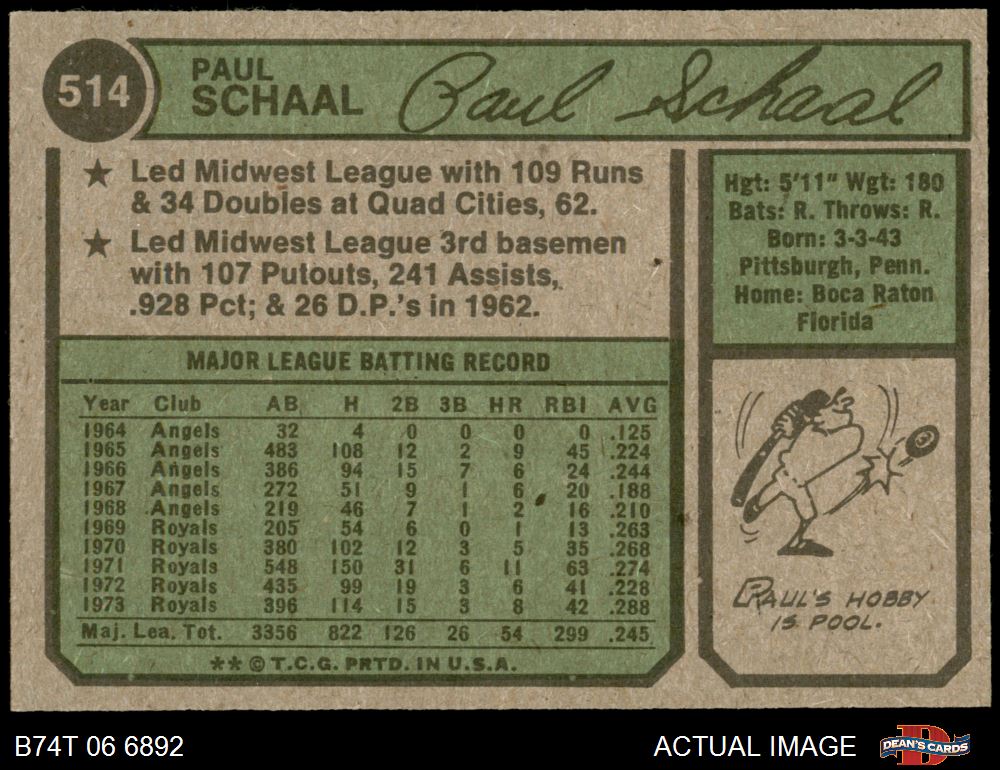 514
PAUL
SCHAAL
Paul Schaal
★ Led Midwest League with 109 Runs
& 34 Doubles at Quad Cities, 62.
★ Led Midwest League 3rd basemen
with 107 Putouts, 241 Assists,
.928 Pct; & 26 D.P.'s in 1962.
Hgt: 5'11" Wgt: 180
Bats: R. Throws: R.
Born: 3-3-43
Pittsburgh, Penn.
Home: Boca Raton
Florida
MAJOR LEAGUE BATTING RECORD
Year Club AB H 2B 3B HR RBI AVG
1964 Angels 32 4 0 0 0 0 .125
1965 Angels 483 108 12 2 9 45 .224
1966 Angels 386 94 15 7 6 24 .244
1967 Angels 272 51 9 1 6 20 .188
1968 Angels 219 46 7 1 2 16 .210
1969 Royals 205 54 6 0 1 13 .263
1970 Royals 380 102 12 3 5 35 .268
1971 Royals 548 150 31 6 11 63 .274
1972 Royals 435 99 19 3 6 41 .228
1973 Royals 396 114 15 3 8 42 .288
Maj. Lea. Tot. 3356 822 126 26 54 299 .245
** © T.C.G. PRTD. IN U.S.A.
3
PAUL'S HOBBY
IS POOL.
B74T 06 6892
ACTUAL IMAGE
D
DEAN'S CARDS